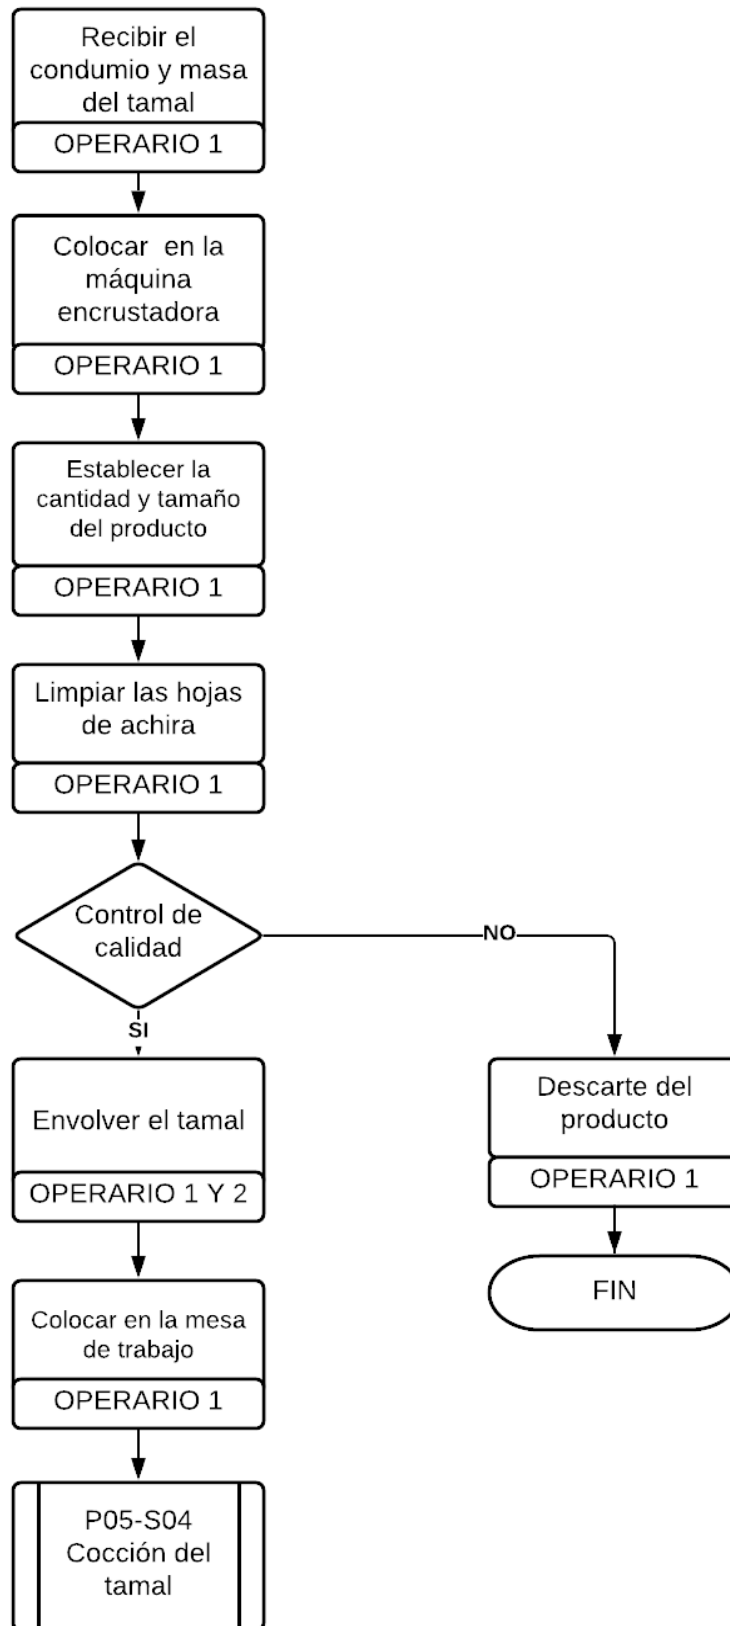 Recibir el
condumio y masa
del tamal
OPERARIO 1
Colocar en la
máquina
encrustadora
OPERARIO 1
Establecer la
cantidad y tamaño
del producto
OPERARIO 1
Limpiar las hojas
de achira
OPERARIO 1
Control de
calidad
NO
SI
Envolver el tamal
OPERARIO 1 Y 2
Descarte del
producto
OPERARIO 1
FIN
Colocar en la mesa
de trabajo
OPERARIO 1
P05-S04
Cocción del
tamal